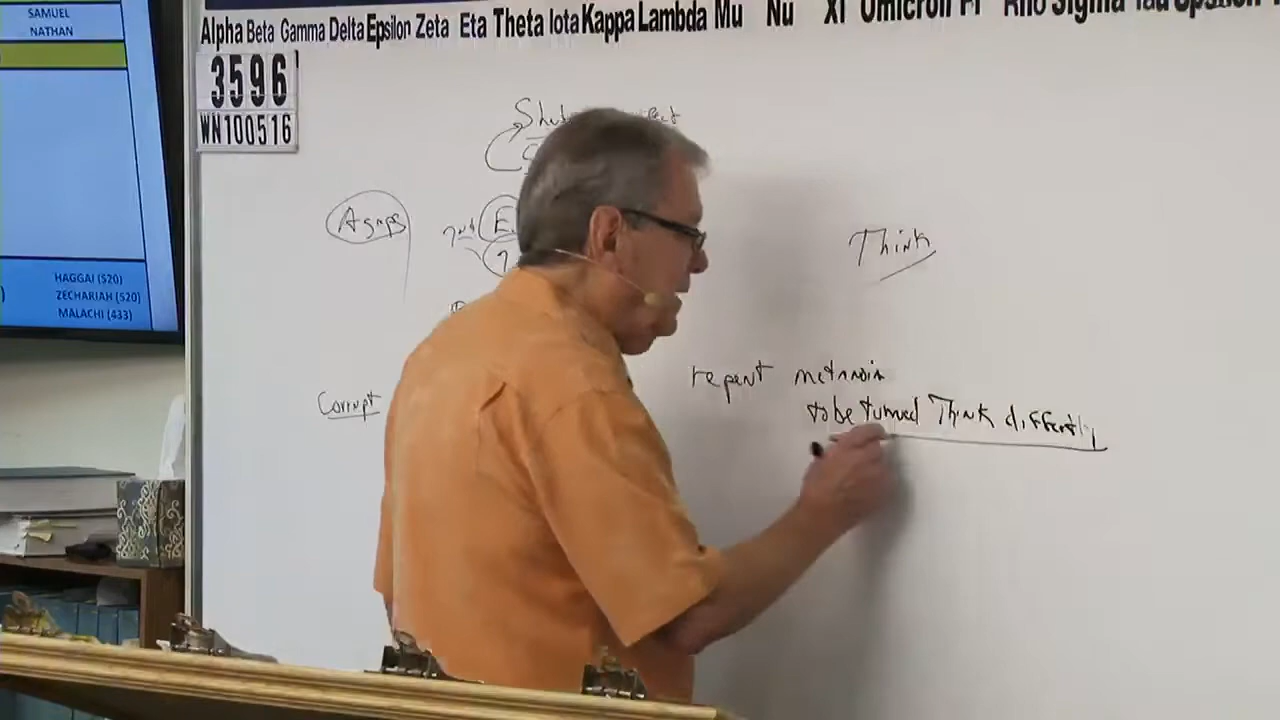 SAMUEL
NATHAN
HAGGAI (520)
ZECHARIAH (520)
MALACHI (433)
Alpha Beta Gamma Delta Epsilon Zeta Eta Theta Iota Kappa Lambda Mu Nu Xi Omicron Pi Rho Sigma Tau Upsilon
3596
WN100516
Think
Corrupt
repent metanoia
to be turned Think differently